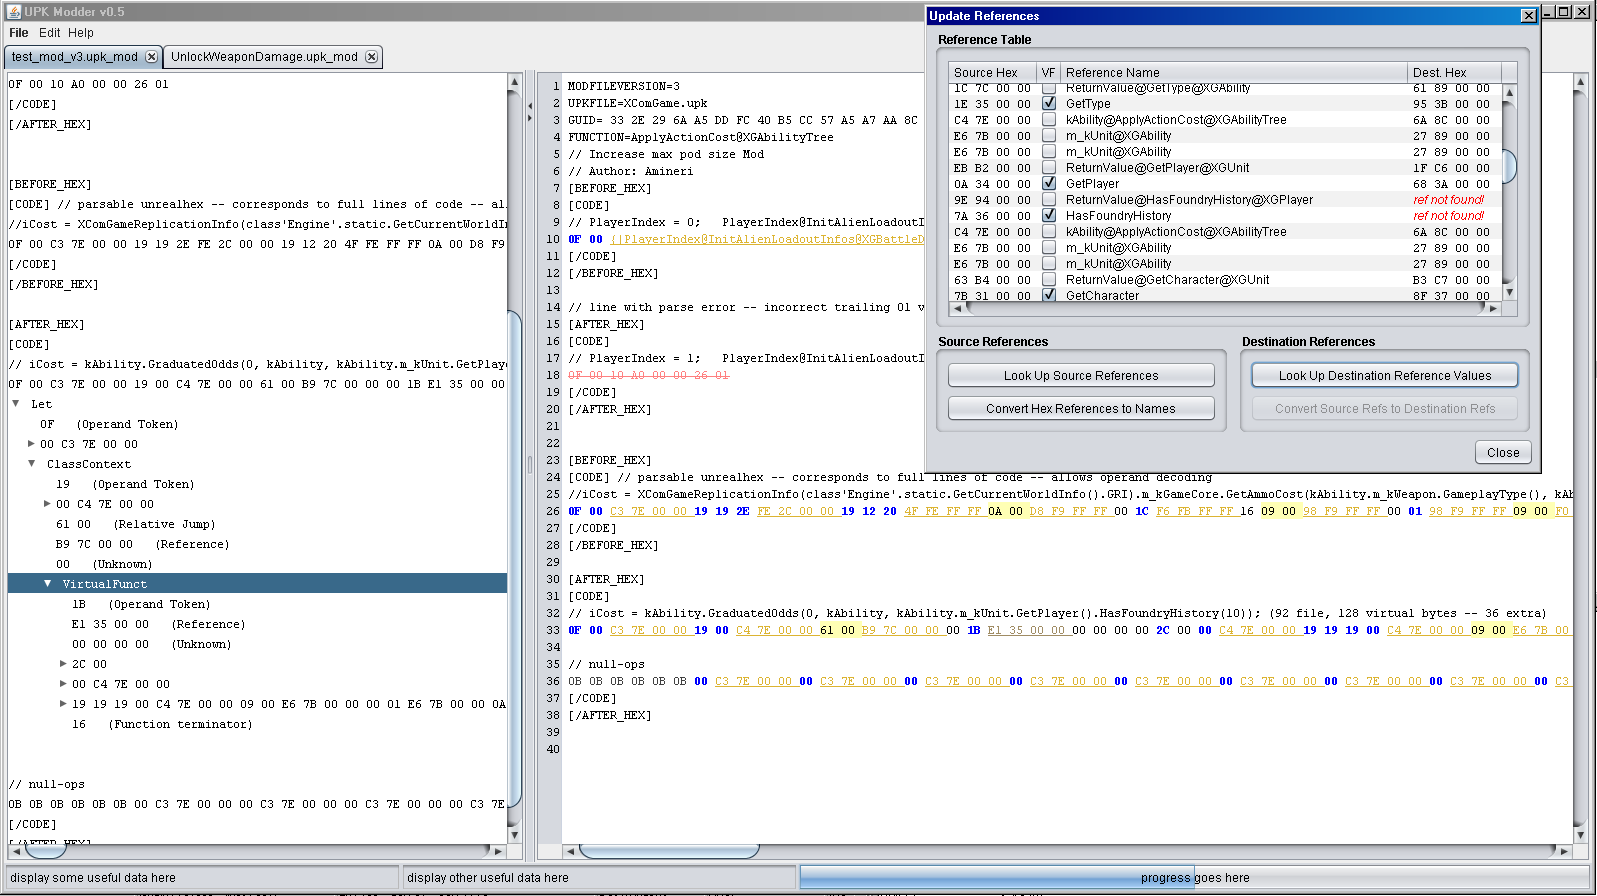 UPK Modder v0.5
File Edit Help
test_mod_v3.upk_mod UnlockWeaponDamage.upk_mod
0F 00 10 A0 00 00 26 01
[/CODE]
[/AFTER_HEX]
[BEFORE_HEX]
[CODE] // parsable unrealhex -- corresponds to full lines of code -- al
//iCost = XComGameReplicationInfo(class'Engine'.static.GetCurrentWorldIn
0F 00 C3 7E 00 00 19 19 2E FE 2C 00 00 19 12 20 4F FE FF FF 0A 00 D8 F9
[/CODE]
[/BEFORE_HEX]
[AFTER_HEX]
[CODE]
// iCost = kAbility.GraduatedOdds(0, kAbility, kAbility.m_kUnit.GetPlaye
0F 00 C3 7E 00 00 19 00 C4 7E 00 00 61 00 B9 7C 00 00 00 1B E1 35 00 00
Let
0F (Operand Token)
00 C3 7E 00 00
ClassContext
19 (Operand Token)
00 C4 7E 00 00
61 00 (Relative Jump)
B9 7C 00 00 (Reference)
00 (Unknown)
VirtualFunct
1B (Operand Token)
E1 35 00 00 (Reference)
00 00 00 00 (Unknown)
2C 00
00 C4 7E 00 00
19 19 19 00 C4 7E 00 00 09 00 E6 7B 00 00 00 01 E6 7B 00 00 0A
16 (Function terminator)
// null-ops
0B 0B 0B 0B 0B 0B 00 C3 7E 00 00 00 C3 7E 00 00 00 C3 7E 00 00 00 C3 7E
[/CODE]
[/AFTER_HEX]
1 MODFILEVERSION=3
2 UPKFILE=XComGame.upk
3 GUID= 33 2E 29 6A A5 DD FC 40 B5 CC 57 A5 A7 AA 8C
4 FUNCTION=ApplyActionCost@XGAbilityTree
5 // Increase max pod size Mod
6 // Author: Amineri
7 [BEFORE_HEX]
8 [CODE]
9 // PlayerIndex = 0; PlayerIndex@InitAlienLoadoutI
10 0F 00 {|PlayerIndex@InitAlienLoadoutInfos@XGBattleD
11 [/CODE]
12 [/BEFORE_HEX]
13
14 // line with parse error -- incorrect trailing 01 v
15 [AFTER_HEX]
16 [CODE]
17 // PlayerIndex = 1; PlayerIndex@InitAlienLoadoutI
18 0F 00 10 A0 00 00 26 01
19 [/CODE]
20 [/AFTER_HEX]
21
22
23 [BEFORE_HEX]
24 [CODE] // parsable unrealhex -- corresponds to full lines of code -- allows operand decoding
25 //iCost = XComGameReplicationInfo(class'Engine'.static.GetCurrentWorldInfo().GRI).m_kGameCore.GetAmmoCost(kAbility.m_kWeapon.GameplayType(), kAb
26 0F 00 C3 7E 00 00 19 19 2E FE 2C 00 00 19 12 20 4F FE FF FF 0A 00 D8 F9 FF FF 00 1C F6 FB FF FF 16 09 00 98 F9 FF FF 00 01 98 F9 FF FF 09 00 F0
27 [/CODE]
28 [/BEFORE_HEX]
29
30 [AFTER_HEX]
31 [CODE]
32 // iCost = kAbility.GraduatedOdds(0, kAbility, kAbility.m_kUnit.GetPlayer().HasFoundryHistory(10)); (92 file, 128 virtual bytes -- 36 extra)
33 0F 00 C3 7E 00 00 19 00 C4 7E 00 00 61 00 B9 7C 00 00 00 1B E1 35 00 00 00 00 00 00 2C 00 00 C4 7E 00 00 19 19 19 00 C4 7E 00 00 09 00 E6 7B 00
34
35 // null-ops
36 0B 0B 0B 0B 0B 0B 00 C3 7E 00 00 00 C3 7E 00 00 00 C3 7E 00 00 00 C3 7E 00 00 00 C3 7E 00 00 00 C3 7E 00 00 00 C3 7E 00 00 00 C3 7E 00 00 00 C3
37 [/CODE]
38 [/AFTER_HEX]
39
40
Update References
Reference Table
Source Hex VF Reference Name Dest. Hex
1C 7C 00 00 ReturnValue@GetType@XGAbility 61 89 00 00
1E 35 00 00 GetType 95 3B 00 00
C4 7E 00 00 kAbility@ApplyActionCost@XGAbilityTree 6A 8C 00 00
E6 7B 00 00 m_kUnit@XGAbility 27 89 00 00
E6 7B 00 00 m_kUnit@XGAbility 27 89 00 00
EB B2 00 00 ReturnValue@GetPlayer@XGUnit 1F C6 00 00
0A 34 00 00 GetPlayer 68 3A 00 00
9E 94 00 00 ReturnValue@HasFoundryHistory@XGPlayer ref not found!
7A 36 00 00 HasFoundryHistory ref not found!
C4 7E 00 00 kAbility@ApplyActionCost@XGAbilityTree 6A 8C 00 00
E6 7B 00 00 m_kUnit@XGAbility 27 89 00 00
E6 7B 00 00 m_kUnit@XGAbility 27 89 00 00
63 B4 00 00 ReturnValue@GetCharacter@XGUnit B3 C7 00 00
7B 31 00 00 GetCharacter 8F 37 00 00
Source References Destination References
Look Up Source References Look Up Destination Reference Values
Convert Hex References to Names Convert Source Refs to Destination Refs
Close
display some useful data here display other useful data here progress goes here